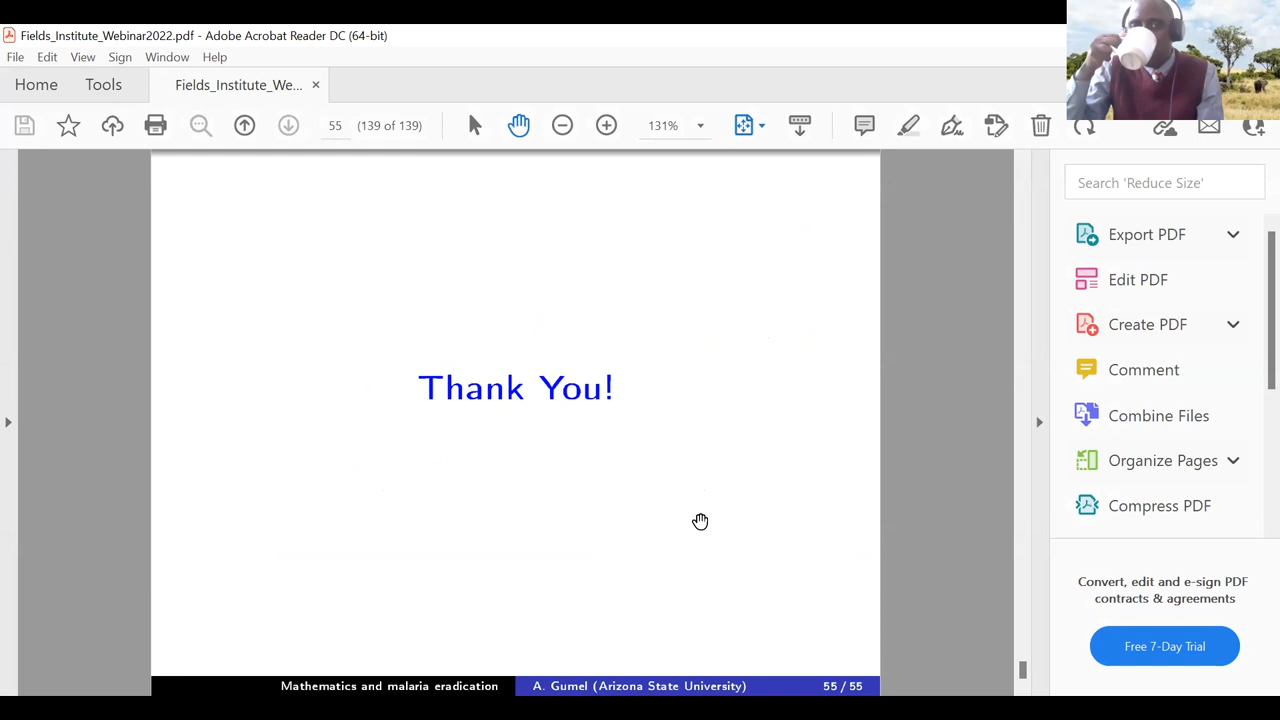 Fields_Institute_Webinar2022.pdf - Adobe Acrobat Reader DC (64-bit)
File Edit View Sign Window Help
Home Tools Fields_Institute_We... ×
55 (139 of 139) 131%
Search 'Reduce Size'
Export PDF
Edit PDF
Create PDF
Comment
Combine Files
Organize Pages
Compress PDF
Convert, edit and e-sign PDF
contracts & agreements
Free 7-Day Trial
Thank You!
Mathematics and malaria eradication A. Gumel (Arizona State University) 55 / 55